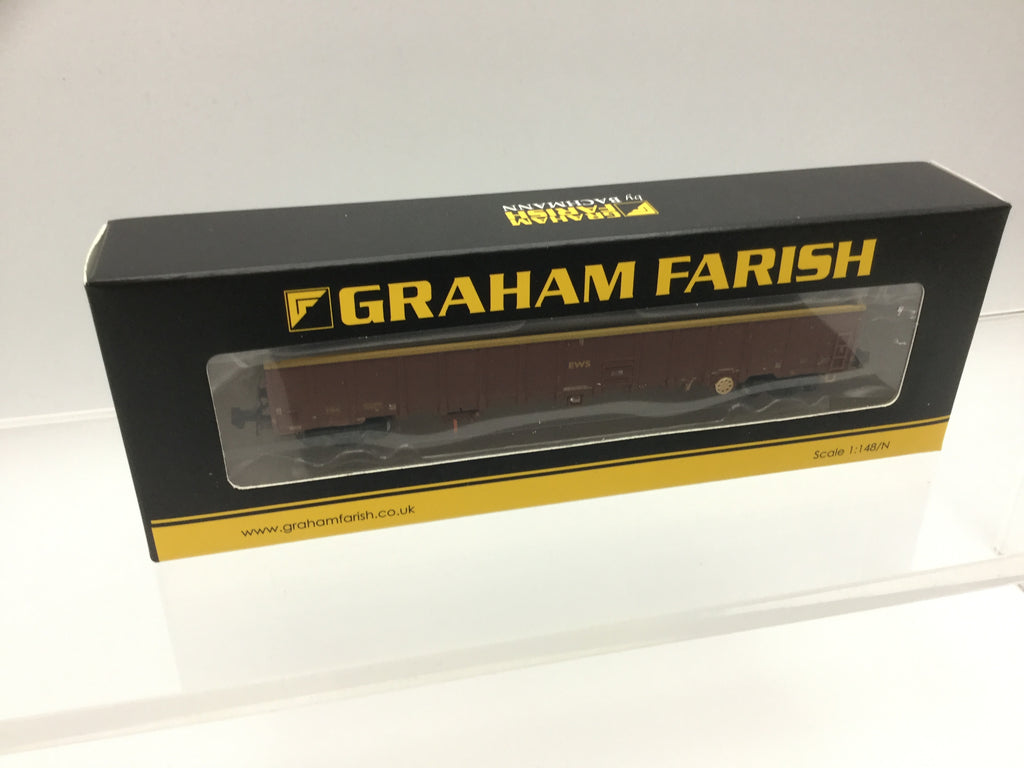 GRAHAM
FARISH
by BACHMANN
GRAHAM FARISH
EWS
www.grahamfarish.co.uk
Scale 1:148/N